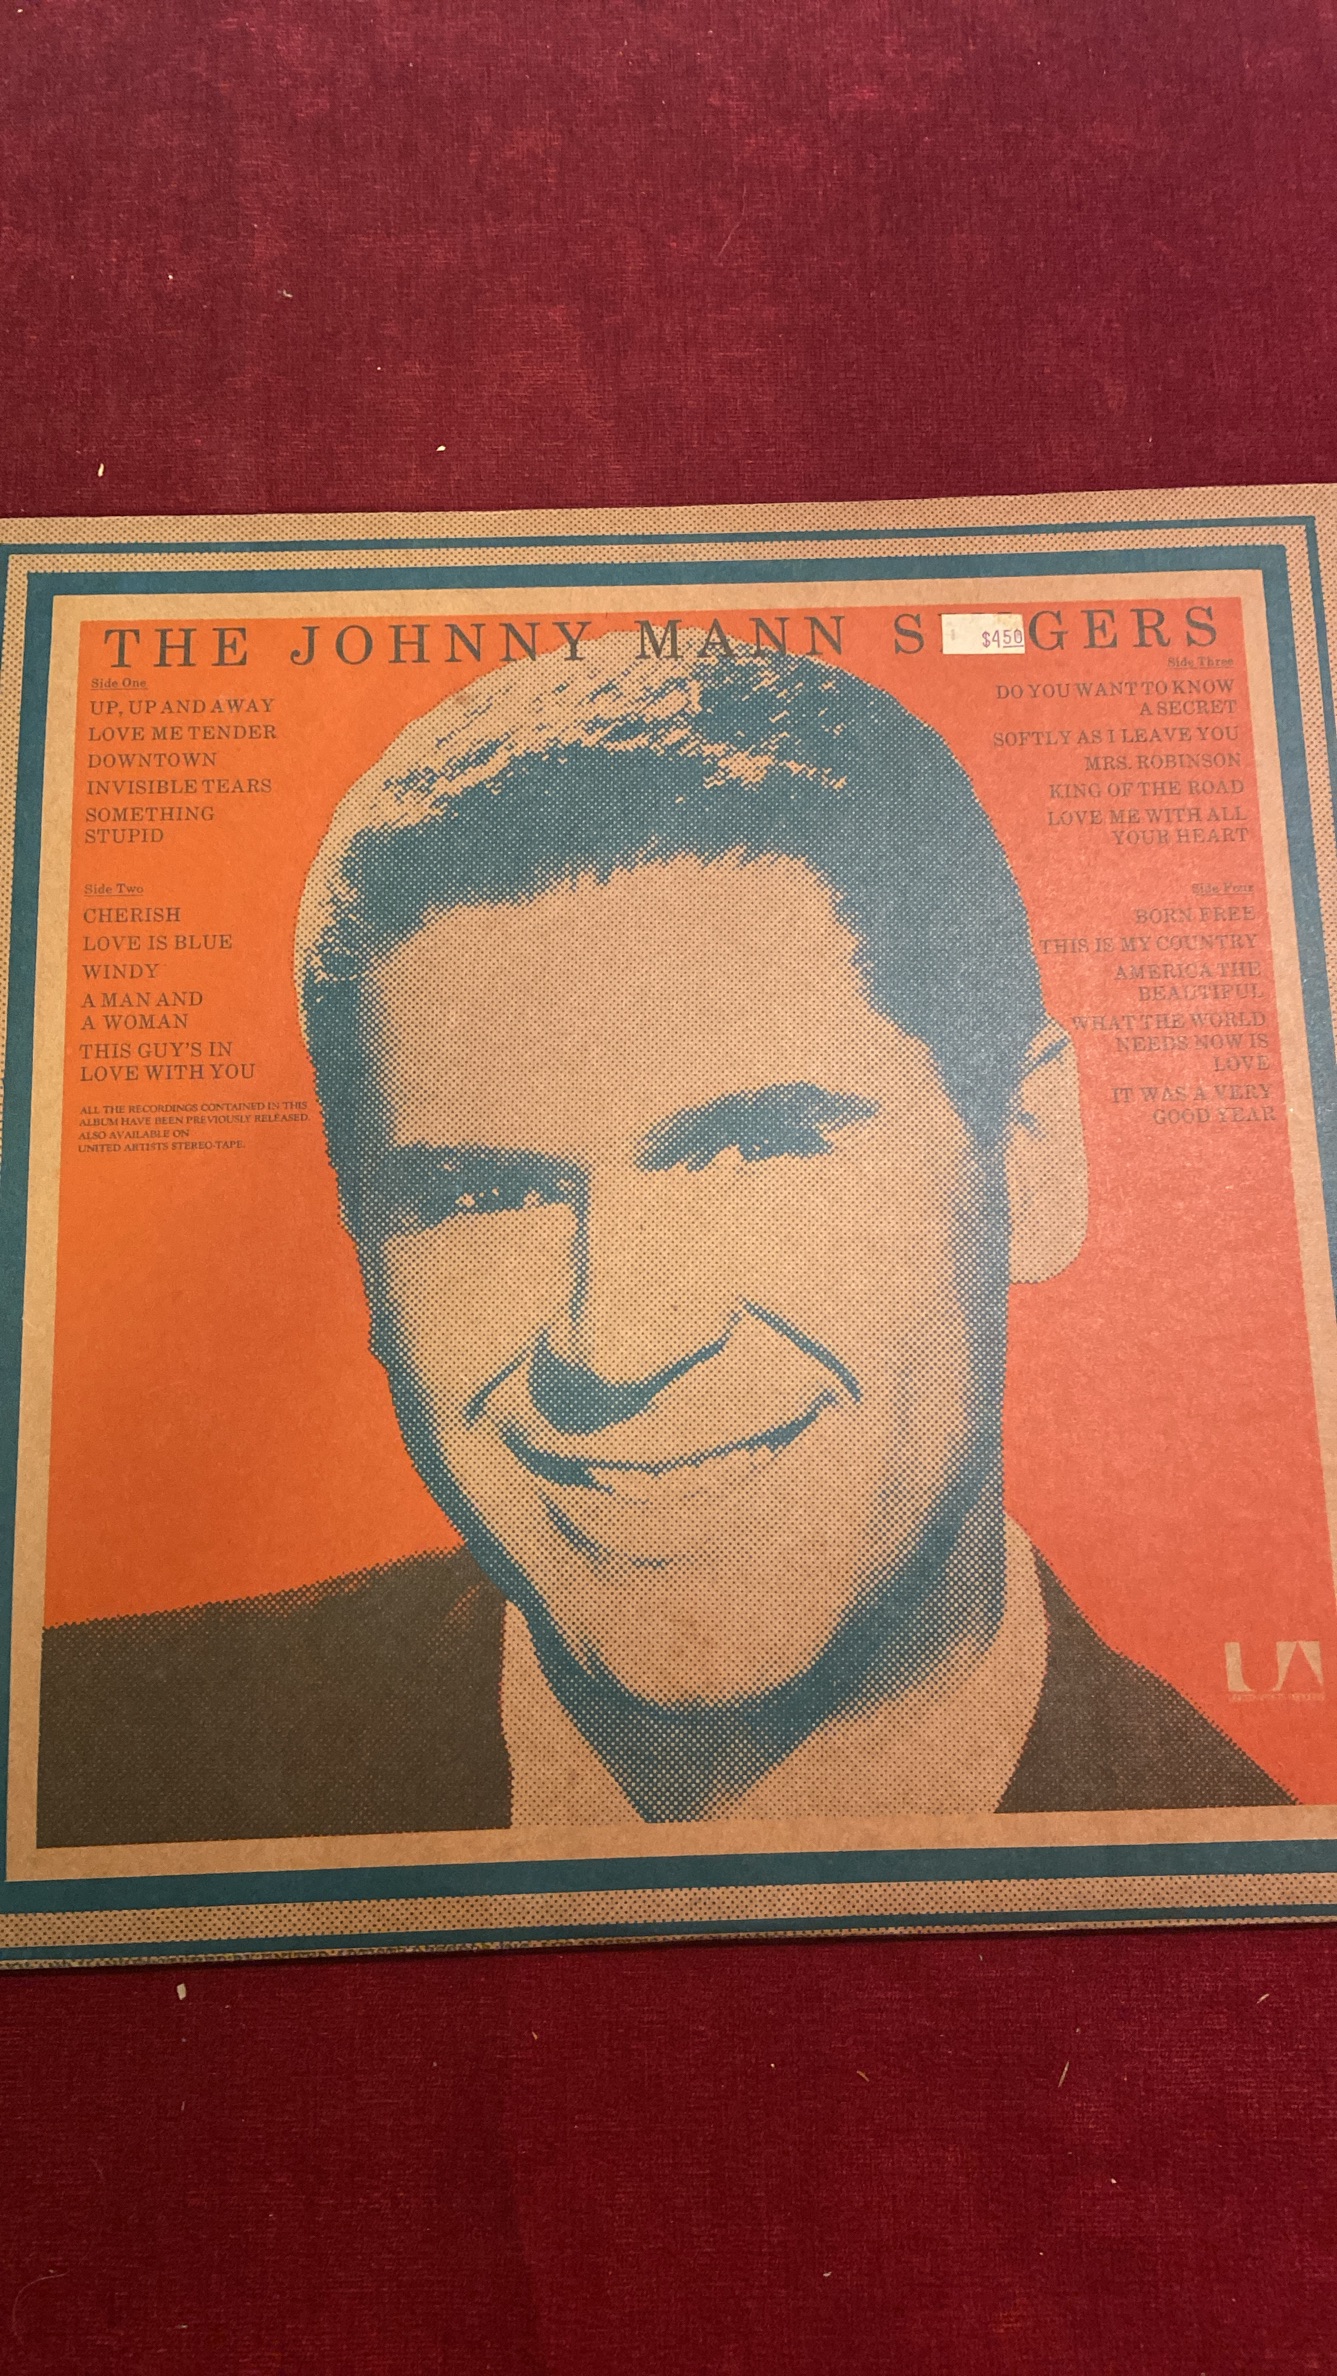 THE JOHNNY MANN S GERS
$450
Side One
UP, UP AND AWAY
LOVE ME TENDER
DOWNTOWN
INVISIBLE TEARS
SOMETHING
STUPID
Side Two
CHERISH
LOVE IS BLUE
WINDY
A MAN AND
A WOMAN
THIS GUY'S IN
LOVE WITH YOU
ALL THE RECORDINGS CONTAINED IN THIS
ALBUM HAVE BEEN PREVIOUSLY RELEASED.
ALSO AVAILABLE ON
UNITED ARTISTS STEREO-TAPE.
Side Three
DO YOU WANT TO KNOW
A SECRET
SOFTLY AS I LEAVE YOU
MRS. ROBINSON
KING OF THE ROAD
LOVE ME WITH ALL
YOUR HEART
Side Four
BORN FREE
THIS IS MY COUNTRY
AMERICA THE
BEAUTIFUL
WHAT THE WORLD
NEEDS NOW IS
LOVE
IT WAS A VERY
GOOD YEAR
UA